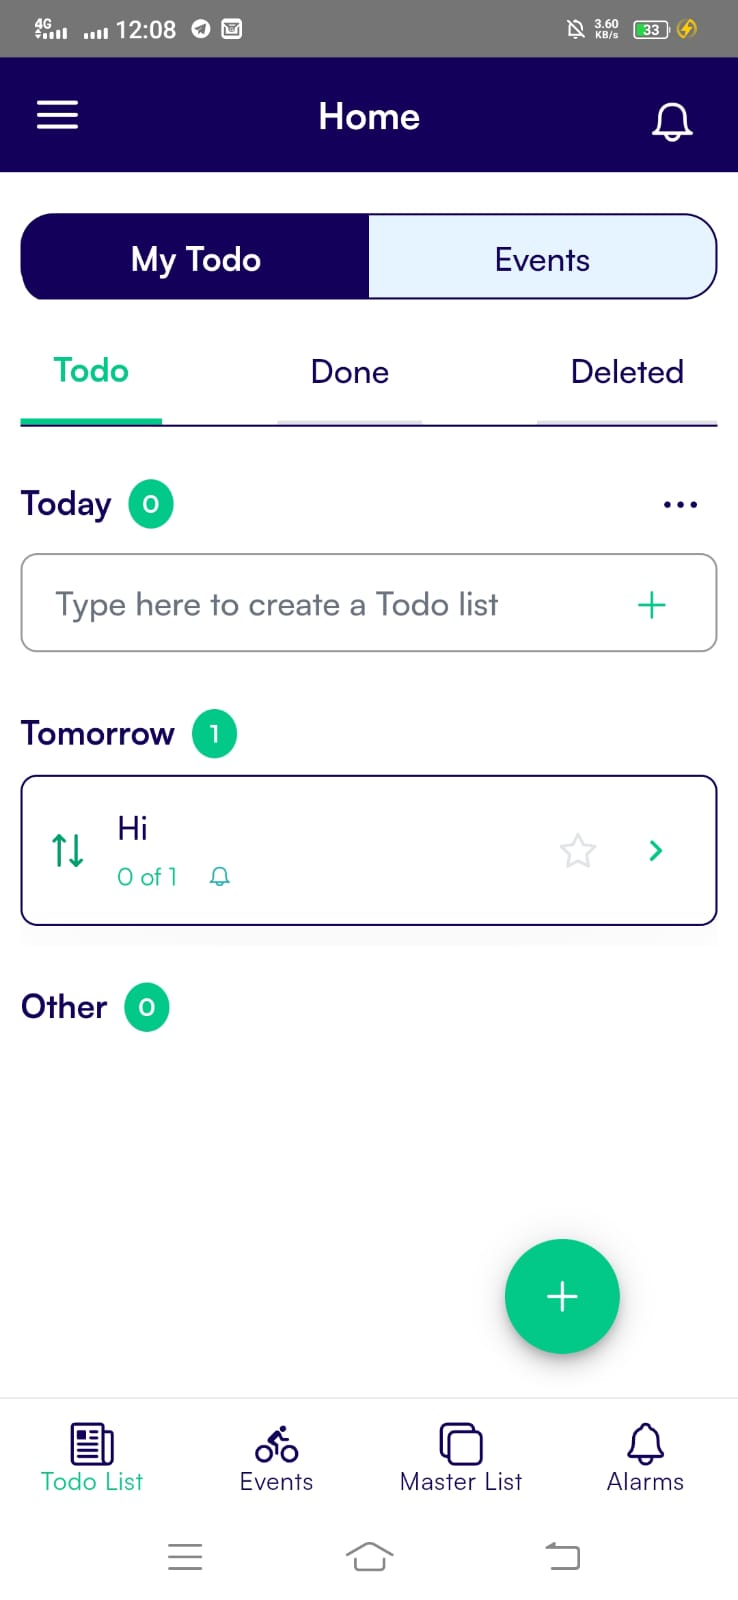 4G 12:08 3.60 KB/s 33
Home
My Todo Events
Todo Done Deleted
Today 0
Type here to create a Todo list
Tomorrow 1
Hi
0 of 1
Other 0
Todo List Events Master List Alarms